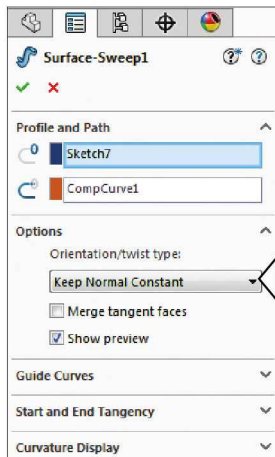 Surface-Sweep1
Profile and Path
Sketch7
CompCurve1
Options
Orientation/twist type:
Keep Normal Constant
Merge tangent faces
Show preview
Guide Curves
Start and End Tangency
Curvature Display